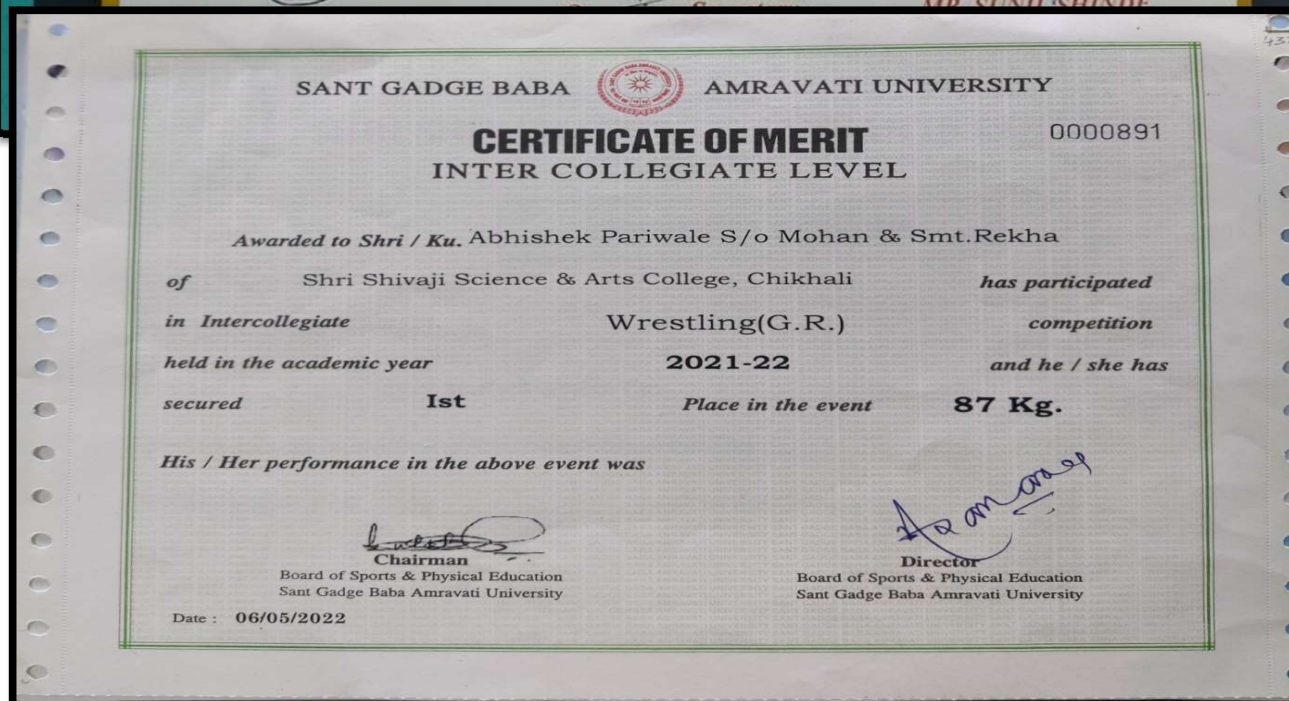 MR. SUNIL SHINDE
SANT GADGE BABA AMRAVATI UNIVERSITY
CERTIFICATE OF MERIT
0000891
INTER COLLEGIATE LEVEL
Awarded to Shri / Ku. Abhishek Pariwale S/o Mohan & Smt.Rekha
of Shri Shivaji Science & Arts College, Chikhali has participated
in Intercollegiate Wrestling(G.R.) competition
held in the academic year 2021-22 and he / she has
secured Ist Place in the event 87 Kg.
His / Her performance in the above event was
Chairman
Board of Sports & Physical Education
Sant Gadge Baba Amravati University
Director
Board of Sports & Physical Education
Sant Gadge Baba Amravati University
Date : 06/05/2022